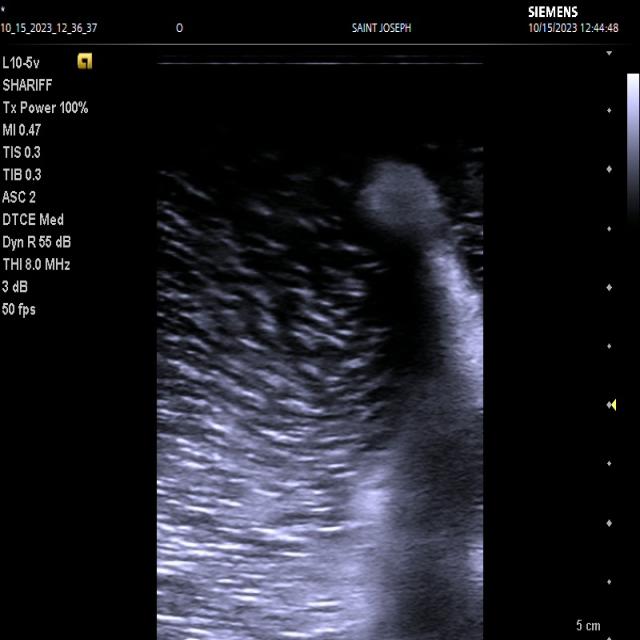 *
SIEMENS
10_15_2023_12_36_37 O SAINT JOSEPH 10/15/2023 12:44:48
L10-5v
SHARIFF
Tx Power 100%
MI 0.47
TIS 0.3
TIB 0.3
ASC 2
DTCE Med
Dyn R 55 dB
THI 8.0 MHz
3 dB
50 fps
5 cm